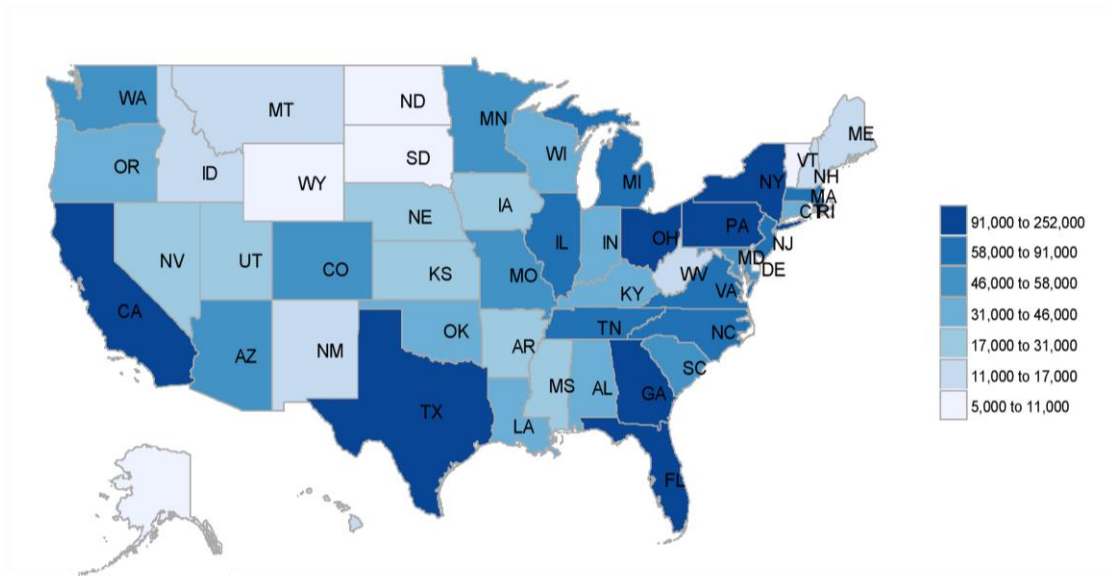 WA
MT
ND
MN
ME
OR
ID
SD
WI
VT
NH
WY
MI
NY
MA
CT
RI
NE
IA
PA
NJ
NV
UT
CO
KS
MO
IL
IN
OH
MD
DE
WV
VA
KY
CA
AZ
NM
OK
AR
TN
NC
SC
TX
LA
MS
AL
GA
FL
91,000 to 252,000
58,000 to 91,000
46,000 to 58,000
31,000 to 46,000
17,000 to 31,000
11,000 to 17,000
5,000 to 11,000